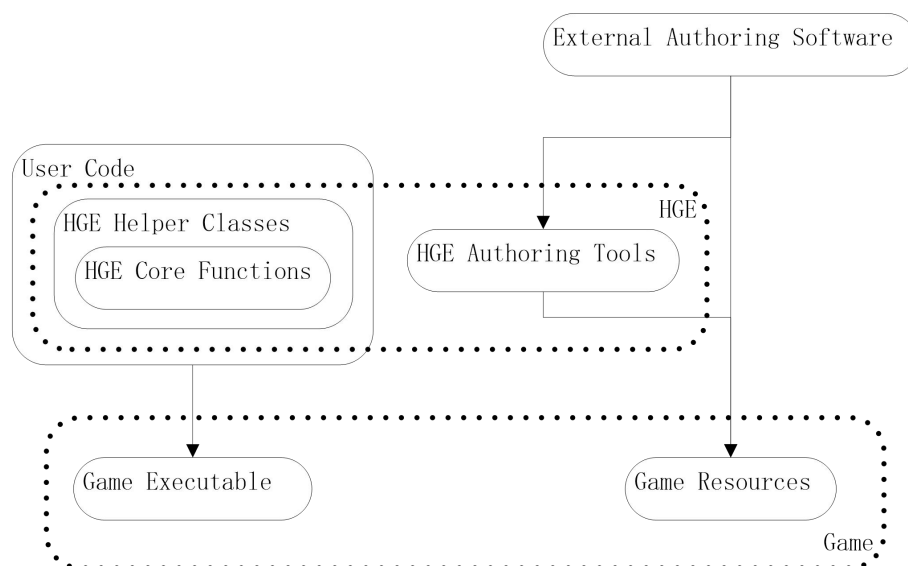 External Authoring Software
User Code
HGE
HGE Helper Classes
HGE Authoring Tools
HGE Core Functions
Game Executable
Game Resources
Game